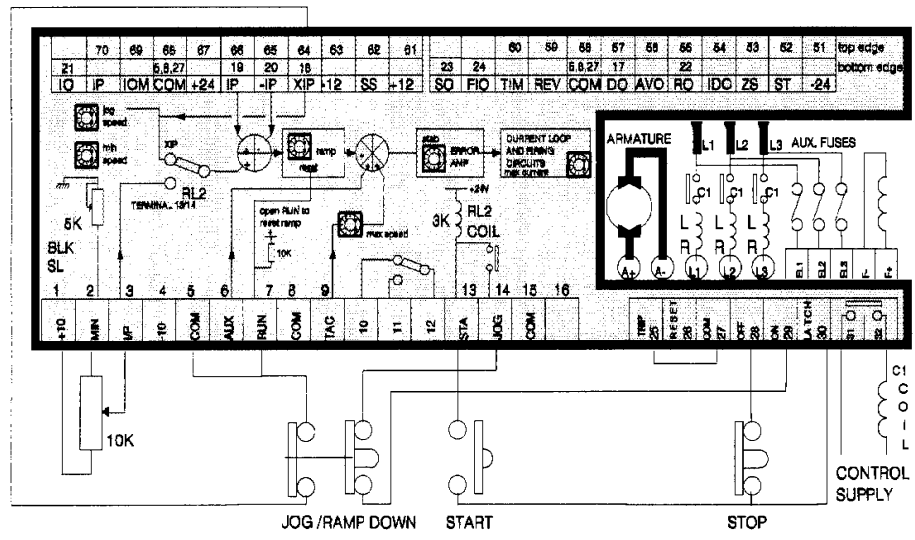 70 69 68 67 66 65 64 63 62 61 60 59 58 57 56 55 54 53 52 51 top edge
21 6,8,27 19 20 18 23 24 6,8,27 17 22 bottom edge
IO IP IOM COM +24 IP -IP XIP +12 SS +12 SO FIO TIM REV COM DO AVO RO IDC ZS ST -24
jog speed
min speed
XIP
RL2
TERMINAL 13/14
5K
BLK
SL
ramp
reset
open RUN to
reset ramp
10K
max speed
stab
ERROR
AMP
CURRENT LOOP
AND FIRING
CIRCUITS
max current
+24V
3K
RL2
COIL
ARMATURE
L1 L2 L3 AUX. FUSES
C1 C1 C1
L L L
R R R
A+ A- L1 L2 L3 EL1 EL2 EL3 F- F+
1 2 3 4 5 6 7 8 9 13 14 15 16
+10 MIN I/P -10 COM AUX RUN COM TAC 10 11 12 STA JOG COM
TRIP 25 RESET 26 COM 27 OFF 28 ON 29 LATCH 30 S1 S2
10K
C1
C
O
I
L
CONTROL
SUPPLY
JOG /RAMP DOWN START STOP